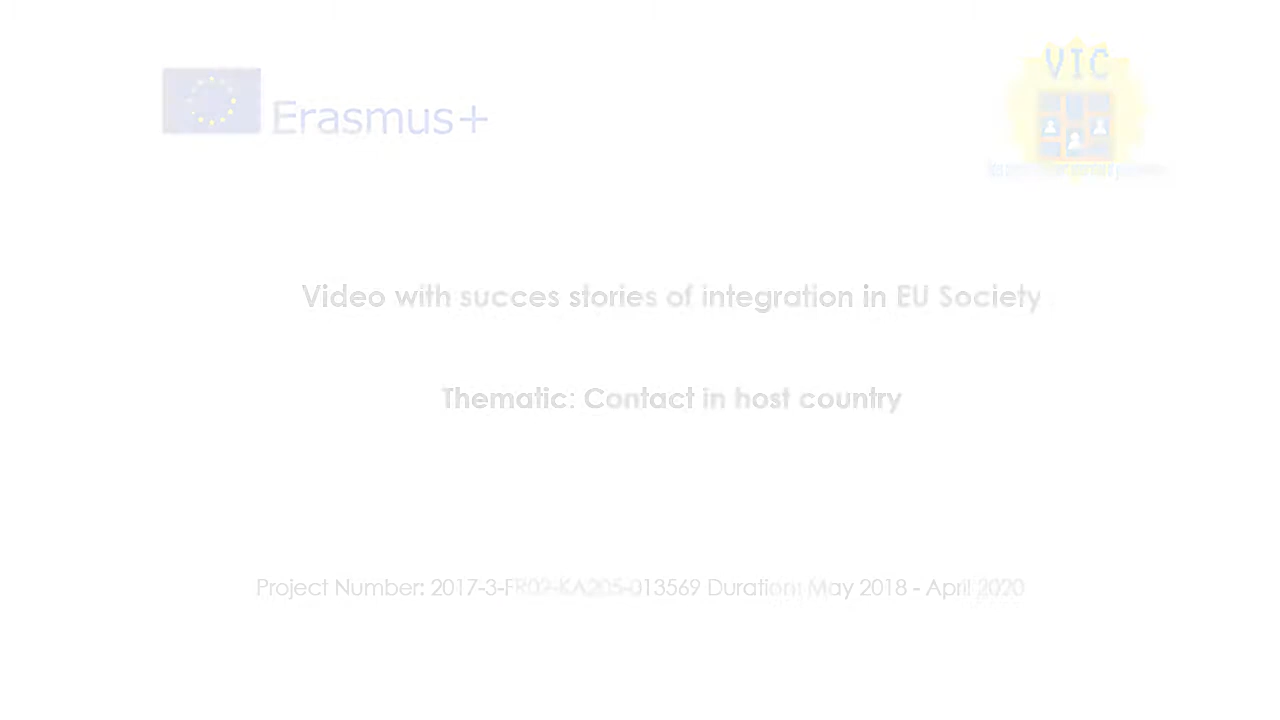 VIC
Erasmus+
Video with succes stories of integration in EU Society
Thematic: Contact in host country
Project Number: 2017-3-FR02-KA205-013569 Duration: May 2018 - April 2020